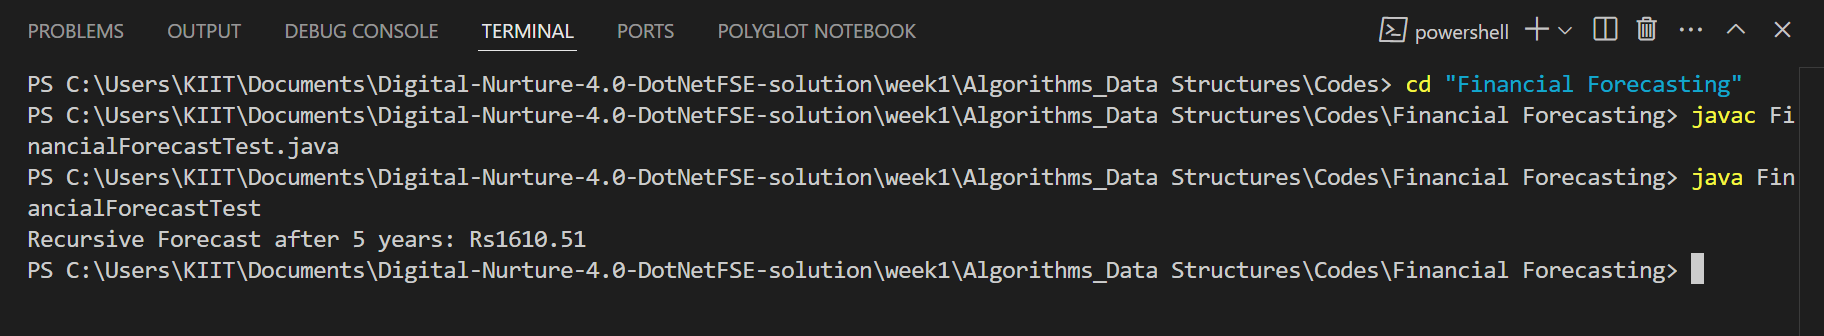 PROBLEMS OUTPUT DEBUG CONSOLE TERMINAL PORTS POLYGLOT NOTEBOOK powershell
PS C:\Users\KIIT\Documents\Digital-Nurture-4.0-DotNetFSE-solution\week1\Algorithms_Data Structures\Codes> cd "Financial Forecasting"
PS C:\Users\KIIT\Documents\Digital-Nurture-4.0-DotNetFSE-solution\week1\Algorithms_Data Structures\Codes\Financial Forecasting> javac Fi
nancialForecastTest.java
PS C:\Users\KIIT\Documents\Digital-Nurture-4.0-DotNetFSE-solution\week1\Algorithms_Data Structures\Codes\Financial Forecasting> java Fin
ancialForecastTest
Recursive Forecast after 5 years: Rs1610.51
PS C:\Users\KIIT\Documents\Digital-Nurture-4.0-DotNetFSE-solution\week1\Algorithms_Data Structures\Codes\Financial Forecasting>